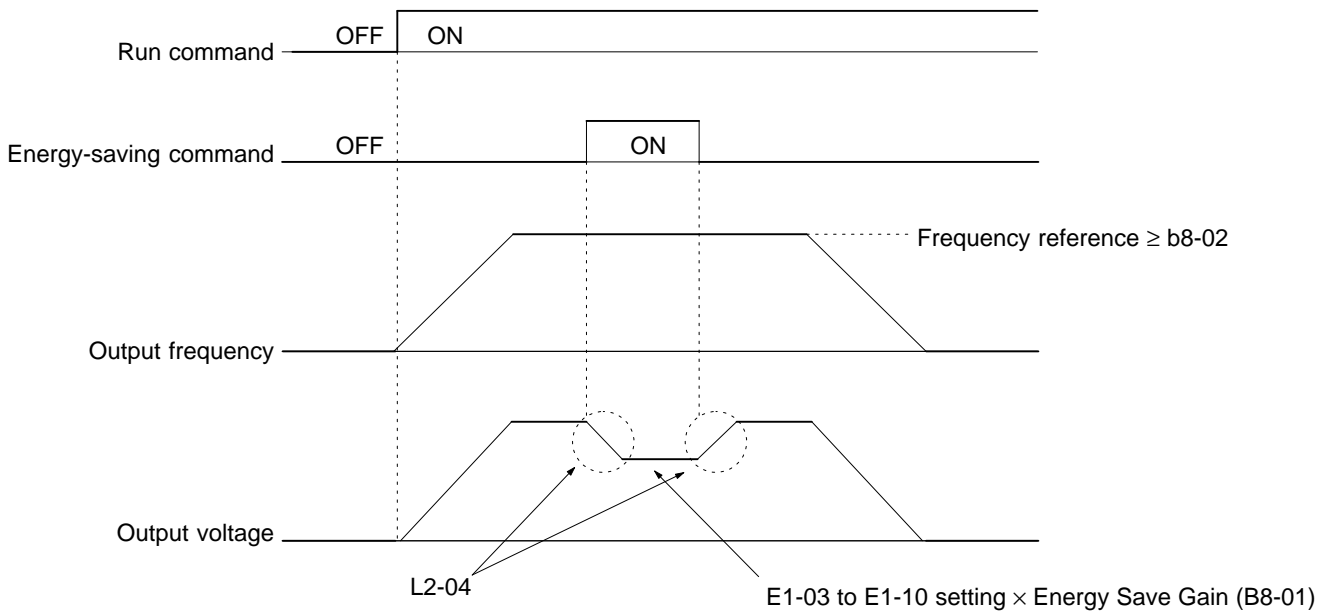 Run command OFF ON
Energy-saving command OFF ON
Frequency reference ≥ b8-02
Output frequency
Output voltage
L2-04
E1-03 to E1-10 setting × Energy Save Gain (B8-01)